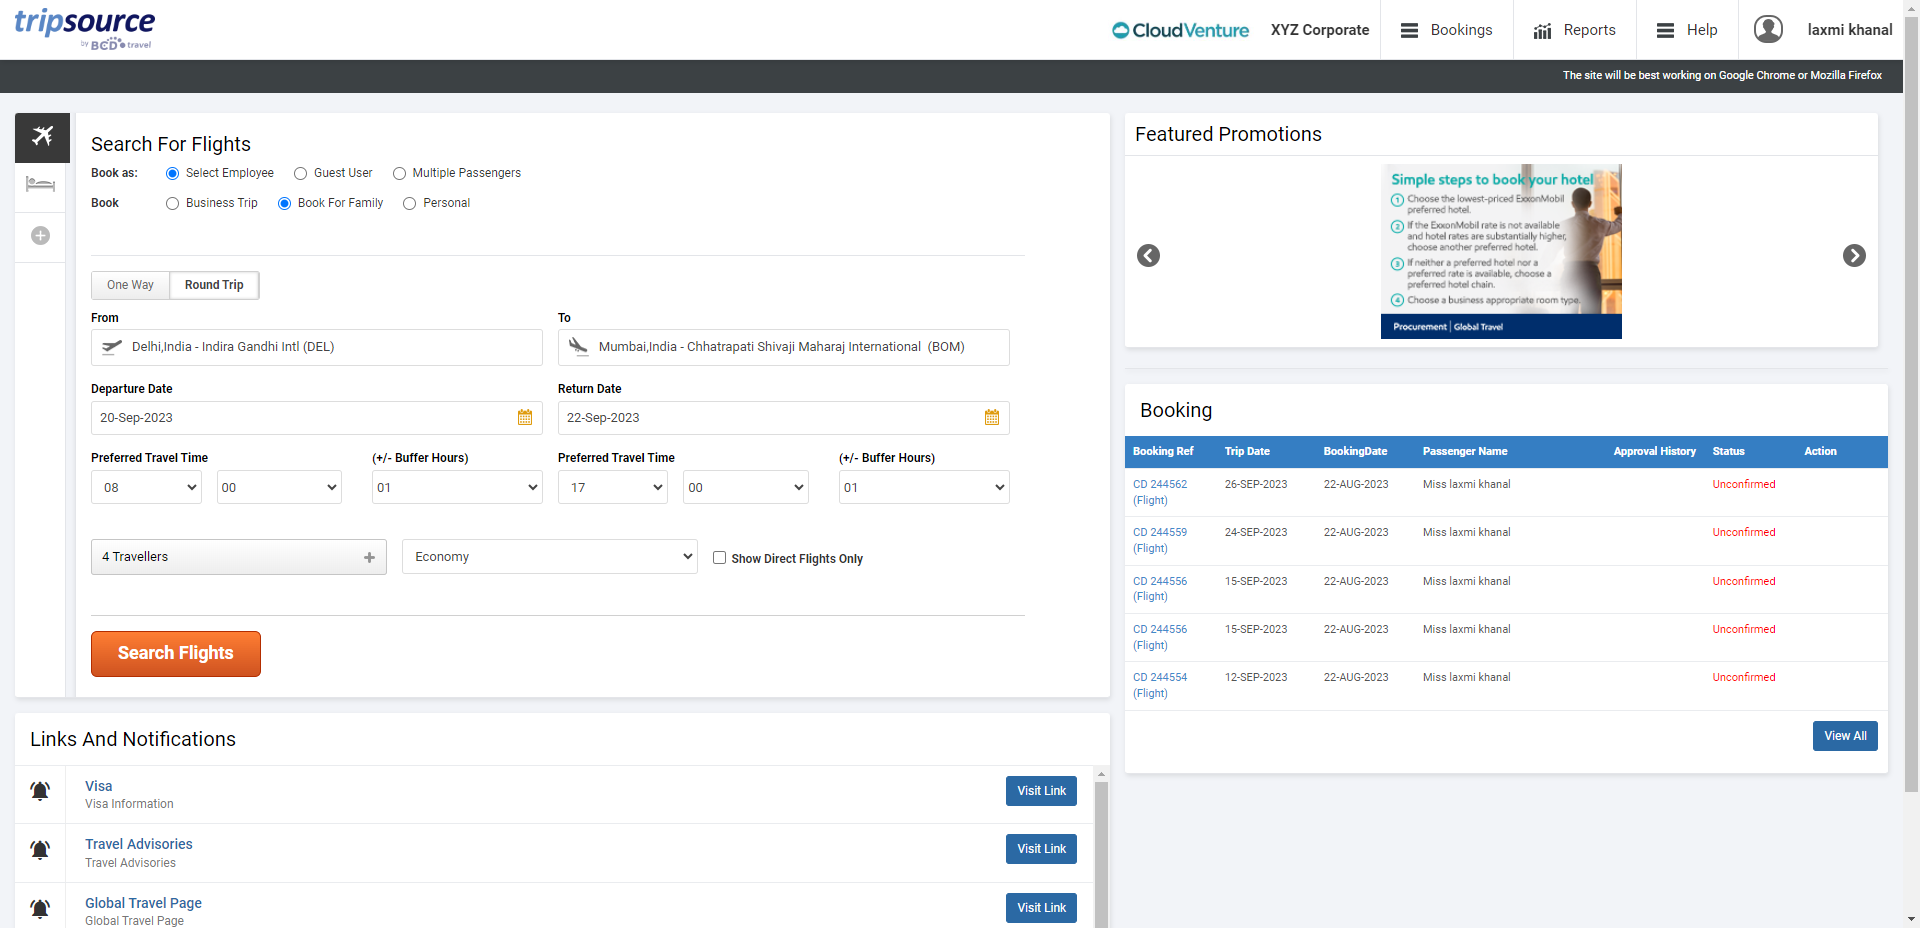 tripsource
by BCD travel
CloudVenture
XYZ Corporate
Bookings
Reports
Help
laxmi khanal
The site will be best working on Google Chrome or Mozilla Firefox
Search For Flights
Book as:
Select Employee
Guest User
Multiple Passengers
Book
Business Trip
Book For Family
Personal
One Way
Round Trip
From
To
Delhi,India - Indira Gandhi Intl (DEL)
Mumbai,India - Chhatrapati Shivaji Maharaj International (BOM)
Departure Date
Return Date
20-Sep-2023
22-Sep-2023
Preferred Travel Time
(+/- Buffer Hours)
Preferred Travel Time
(+/- Buffer Hours)
08
00
01
17
00
01
4 Travellers
Economy
Show Direct Flights Only
Search Flights
Links And Notifications
Visa
Visa Information
Visit Link
Travel Advisories
Travel Advisories
Visit Link
Global Travel Page
Global Travel Page
Visit Link
Featured Promotions
Simple steps to book your hotel
1 Choose the lowest-priced ExxonMobil
preferred hotel.
2 If the ExxonMobil rate is not available
and hotel rates are substantially higher,
choose another preferred hotel.
3 If neither a preferred hotel nor a
preferred rate is available, choose a
preferred hotel chain.
4 Choose a business appropriate room type.
Procurement | Global Travel
Booking
Booking Ref Trip Date BookingDate Passenger Name Approval History Status Action
CD 244562 26-SEP-2023 22-AUG-2023 Miss laxmi khanal Unconfirmed
(Flight)
CD 244559 24-SEP-2023 22-AUG-2023 Miss laxmi khanal Unconfirmed
(Flight)
CD 244556 15-SEP-2023 22-AUG-2023 Miss laxmi khanal Unconfirmed
(Flight)
CD 244556 15-SEP-2023 22-AUG-2023 Miss laxmi khanal Unconfirmed
(Flight)
CD 244554 12-SEP-2023 22-AUG-2023 Miss laxmi khanal Unconfirmed
(Flight)
View All